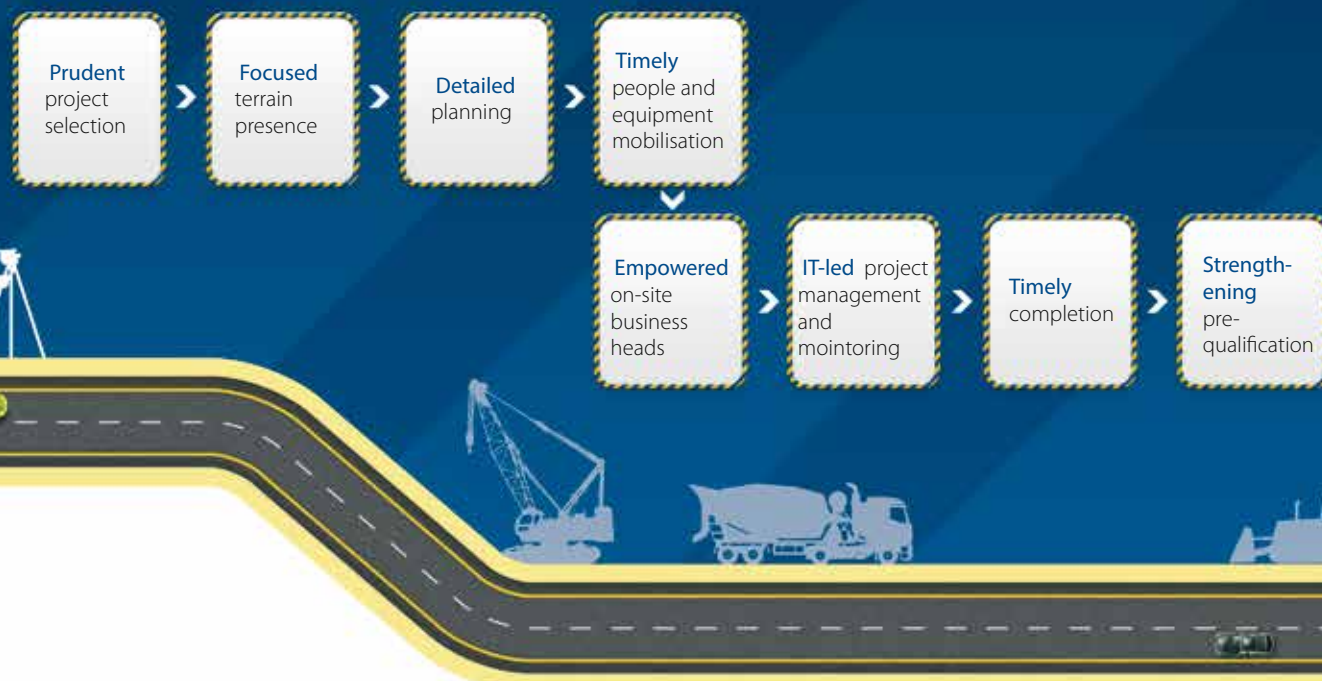 Prudent
project
selection
Focused
terrain
presence
Detailed
planning
Timely
people and
equipment
mobilisation
Empowered
on-site
business
heads
IT-led project
management
and
mointoring
Timely
completion
Strength-
ening
pre-
qualification